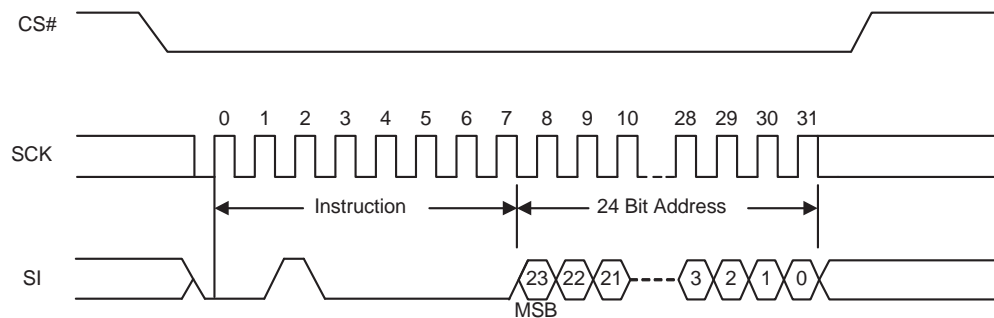 CS#
0 1 2 3 4 5 6 7 8 9 10 28 29 30 31
SCK
Instruction 24 Bit Address
SI 23 22 21 3 2 1 0
MSB